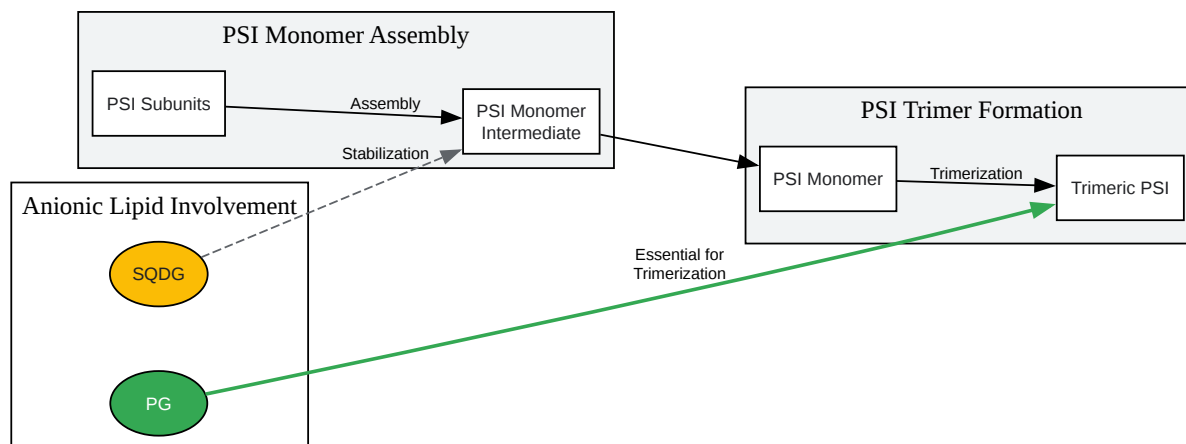 PSI Monomer Assembly
PSI Subunits
Assembly
PSI Monomer
Intermediate
Stabilization
PSI Trimer Formation
PSI Monomer
Trimerization
Trimeric PSI
Anionic Lipid Involvement
SQDG
Essential for
Trimerization
PG